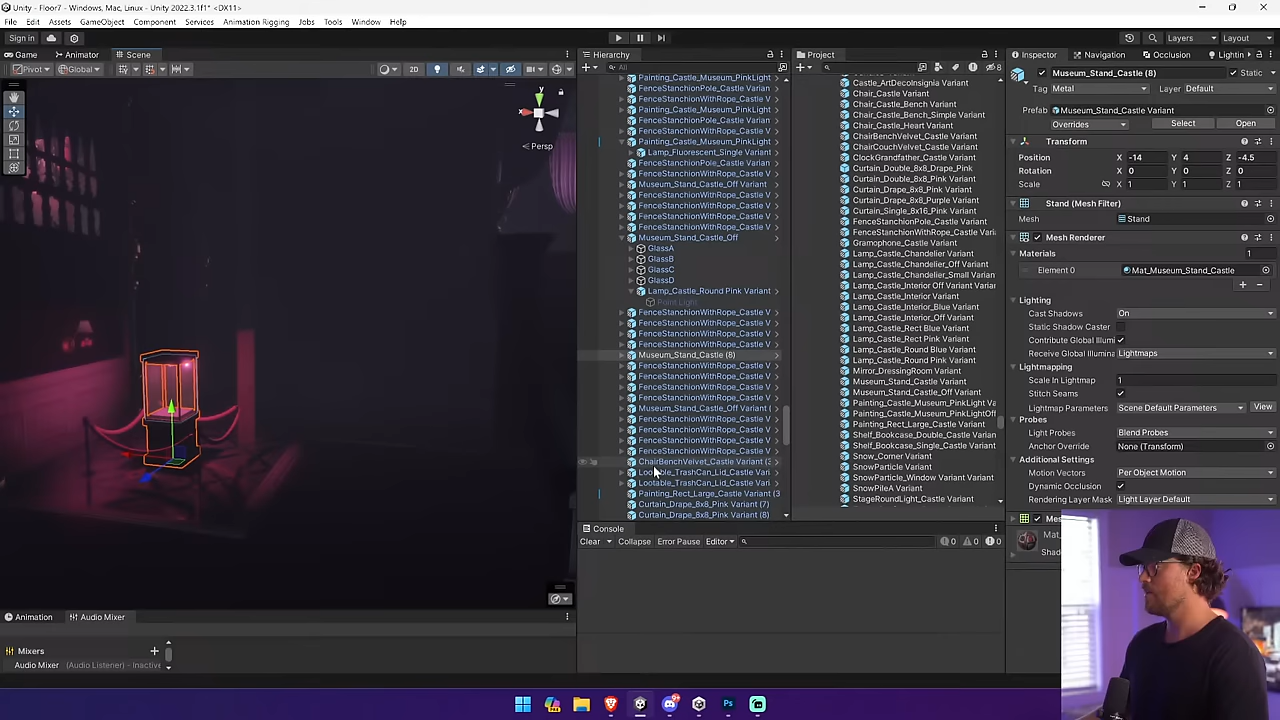 Unity - Floor7 - Windows, Mac, Linux - Unity 2022.3.1f1* <DX11>
File Edit Assets GameObject Component Services Animation Rigging Jobs Tools Window Help
Sign in
Layers
Layout
Game
Animator
Scene
Pivot
Global
2D
y
x
Persp
Hierarchy
All
Painting_Castle_Museum_PinkLight
FenceStanchionPole_Castle Variant
FenceStanchionWithRope_Castle V
Painting_Castle_Museum_PinkLight
FenceStanchionPole_Castle Variant
FenceStanchionWithRope_Castle V
Painting_Castle_Museum_PinkLight
Lamp_Fluorescent_Single Variant
FenceStanchionPole_Castle Variant
FenceStanchionWithRope_Castle V
Museum_Stand_Castle_Off Variant
FenceStanchionWithRope_Castle V
FenceStanchionWithRope_Castle V
FenceStanchionWithRope_Castle V
FenceStanchionWithRope_Castle V
Museum_Stand_Castle_Off
GlassA
GlassB
GlassC
GlassD
Lamp_Castle_Round Pink Variant
Point Light
FenceStanchionWithRope_Castle V
FenceStanchionWithRope_Castle V
FenceStanchionWithRope_Castle V
FenceStanchionWithRope_Castle V
Museum_Stand_Castle (8)
FenceStanchionWithRope_Castle V
FenceStanchionWithRope_Castle V
FenceStanchionWithRope_Castle V
FenceStanchionWithRope_Castle V
Museum_Stand_Castle_Off Variant (
FenceStanchionWithRope_Castle V
FenceStanchionWithRope_Castle V
FenceStanchionWithRope_Castle V
FenceStanchionWithRope_Castle V
ChairBenchVelvet_Castle Variant (3
Lootable_TrashCan_Lid_Castle Vari
Lootable_TrashCan_Lid_Castle Vari
Painting_Rect_Large_Castle Variant (3
Curtain_Drape_8x8_Pink Variant (7)
Curtain_Drape_8x8_Pink Variant (8)
Project
8
Castle_ArtDecoInsignia Variant
Chair_Castle Variant
Chair_Castle_Bench Variant
Chair_Castle_Bench_Simple Variant
Chair_Castle_Heart Variant
ChairBenchVelvet_Castle Variant
ChairCouchVelvet_Castle Variant
ClockGrandfather_Castle Variant
Curtain_Double_8x8_Drape_Pink
Curtain_Double_8x8_Pink Variant
Curtain_Drape_8x8_Pink Variant
Curtain_Drape_8x8_Purple Variant
Curtain_Single_8x16_Pink Variant
FenceStanchionPole_Castle Variant
FenceStanchionWithRope_Castle Vari
Gramophone_Castle Variant
Lamp_Castle_Chandelier Variant
Lamp_Castle_Chandelier_Off Variant
Lamp_Castle_Chandelier_Small Variant
Lamp_Castle_Interior Off Variant
Lamp_Castle_Interior Variant
Lamp_Castle_Interior_Blue Variant
Lamp_Castle_Interior_Off Variant
Lamp_Castle_Rect Blue Variant
Lamp_Castle_Rect Pink Variant
Lamp_Castle_Round Blue Variant
Lamp_Castle_Round Pink Variant
Mirror_DressingRoom Variant
Museum_Stand_Castle Variant
Museum_Stand_Castle_Off Variant
Painting_Castle_Museum_PinkLight Va
Painting_Castle_Museum_PinkLightOff
Painting_Rect_Large_Castle Variant
Shelf_Bookcase_Double_Castle Variant
Shelf_Bookcase_Single_Castle Variant
Snow_Corner Variant
SnowParticle Variant
SnowParticle_Window Variant Variant
SnowPileA Variant
StageRoundLight_Castle Variant
Inspector
Navigation
Occlusion
Lightin
Museum_Stand_Castle (8)
Static
Tag Metal
Layer Default
Prefab Museum_Stand_Castle Variant
Overrides Select Open
Transform
Position X -14 Y 4 Z -4.5
Rotation X 0 Y 0 Z 0
Scale X 1 Y 1 Z 1
Stand (Mesh Filter)
Mesh Stand
Mesh Renderer
Materials 1
Element 0 Mat_Museum_Stand_Castle
Lighting
Cast Shadows On
Static Shadow Caster
Contribute Global Illumi
Receive Global Illumina Lightmaps
Lightmapping
Scale In Lightmap 1
Stitch Seams
Lightmap Parameters Scene Default Parameters View
Probes
Light Probes Blend Probes
Anchor Override None (Transform)
Additional Settings
Motion Vectors Per Object Motion
Dynamic Occlusion
Rendering Layer Mask Light Layer Default
Mes
Mat_
Shad
Console
Clear Collapse Error Pause Editor 0 0 0
Animation
Audio Mixer
Mixers
Audio Mixer (Audio Listener) - Inactive